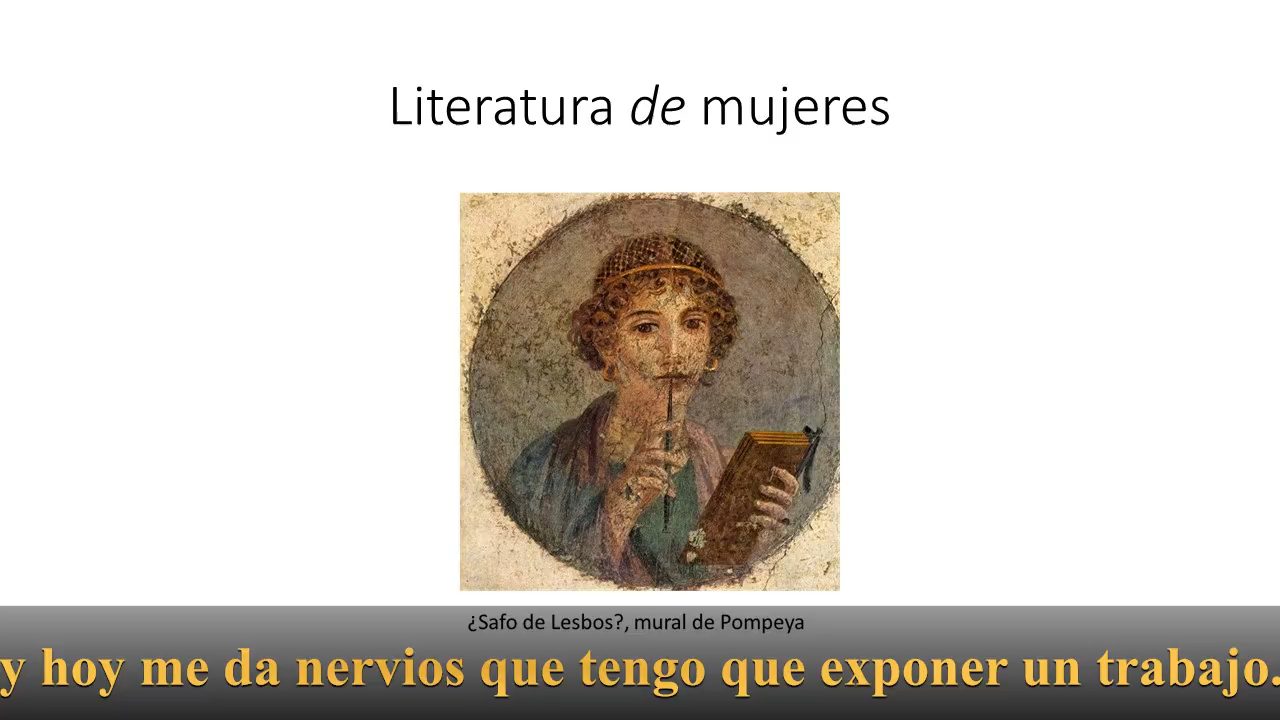 Literatura de mujeres
¿Safo de Lesbos?, mural de Pompeya
y hoy me da nervios que tengo que exponer un trabajo.